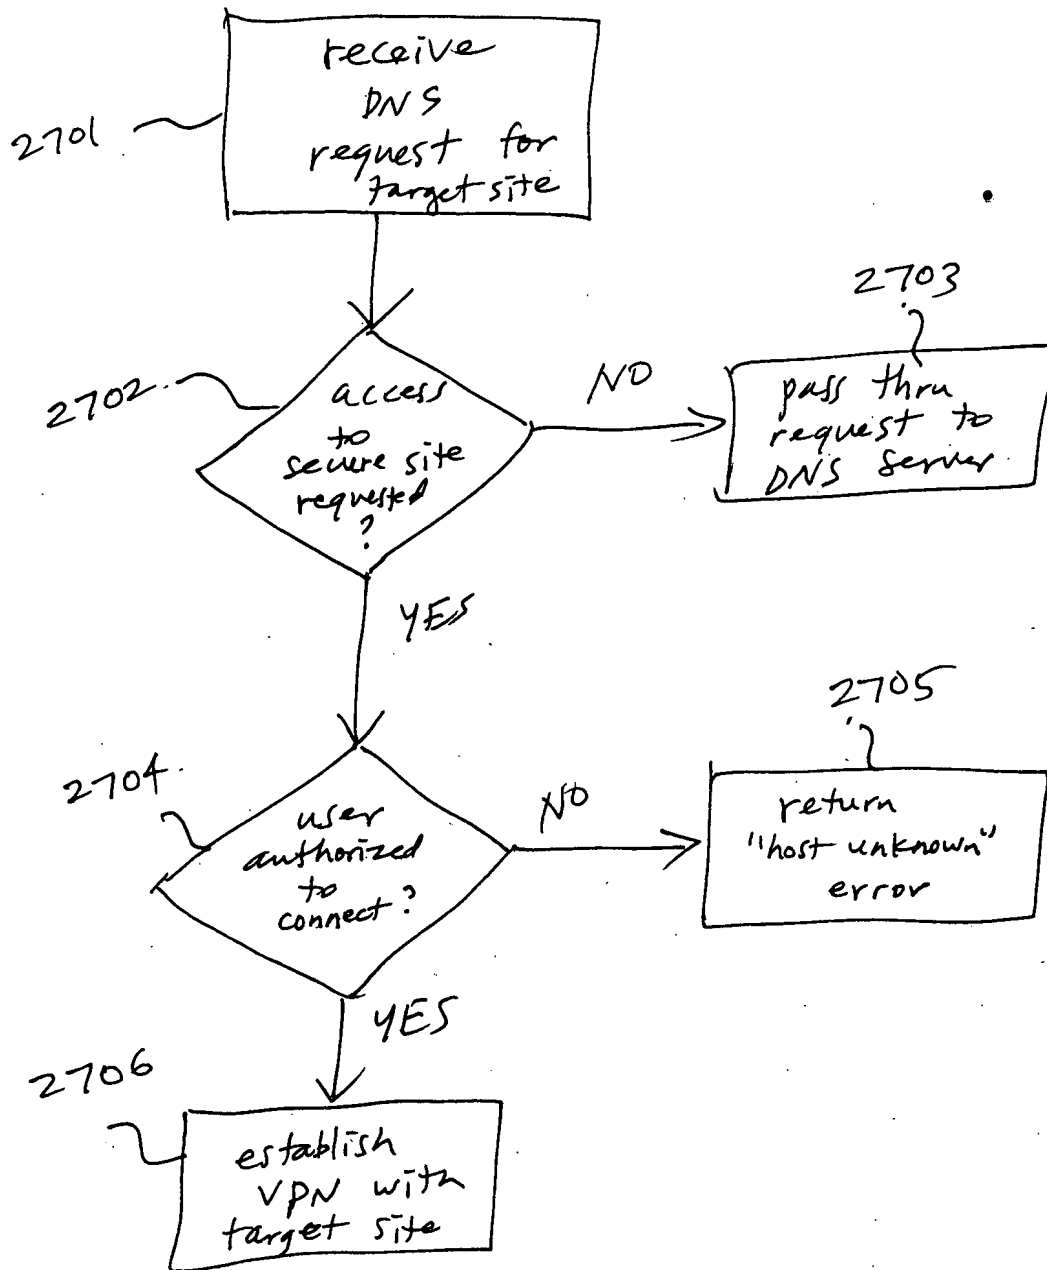 receive
DNS
request for
target site
2701
2703
2702
access
to
secure site
requested
?
NO
pass thru
request to
DNS server
YES
2705
2704
user
authorized
to
connect?
NO
return
"host unknown"
error
YES
2706
establish
VPN with
target site